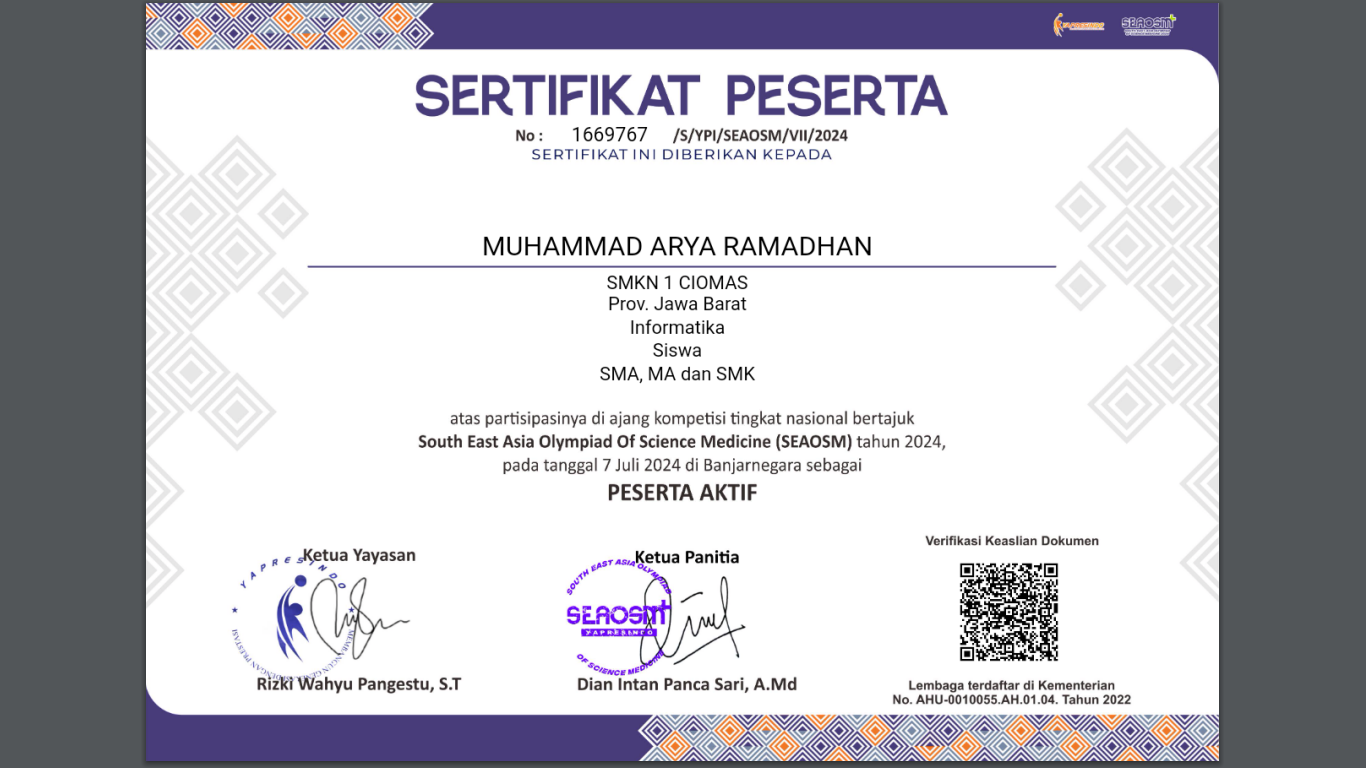 YAPRESINDO
SEAOSM
SERTIFIKAT PESERTA
No : 1669767 /S/YPI/SEAOSM/VII/2024
SERTIFIKAT INI DIBERIKAN KEPADA
MUHAMMAD ARYA RAMADHAN
SMKN 1 CIOMAS
Prov. Jawa Barat
Informatika
Siswa
SMA, MA dan SMK
atas partisipasinya di ajang kompetisi tingkat nasional bertajuk
South East Asia Olympiad Of Science Medicine (SEAOSM) tahun 2024,
pada tanggal 7 Juli 2024 di Banjarnegara sebagai
PESERTA AKTIF
Ketua Yayasan
YAPRESINDO
Rizki Wahyu Pangestu, S.T
Ketua Panitia
SOUTH EAST ASIA OLYMPIAD
SEAOSM
YAPRESINDO
OF SCIENCE MEDICINE
Dian Intan Panca Sari, A.Md
Verifikasi Keaslian Dokumen
Lembaga terdaftar di Kementerian
No. AHU-0010055.AH.01.04. Tahun 2022